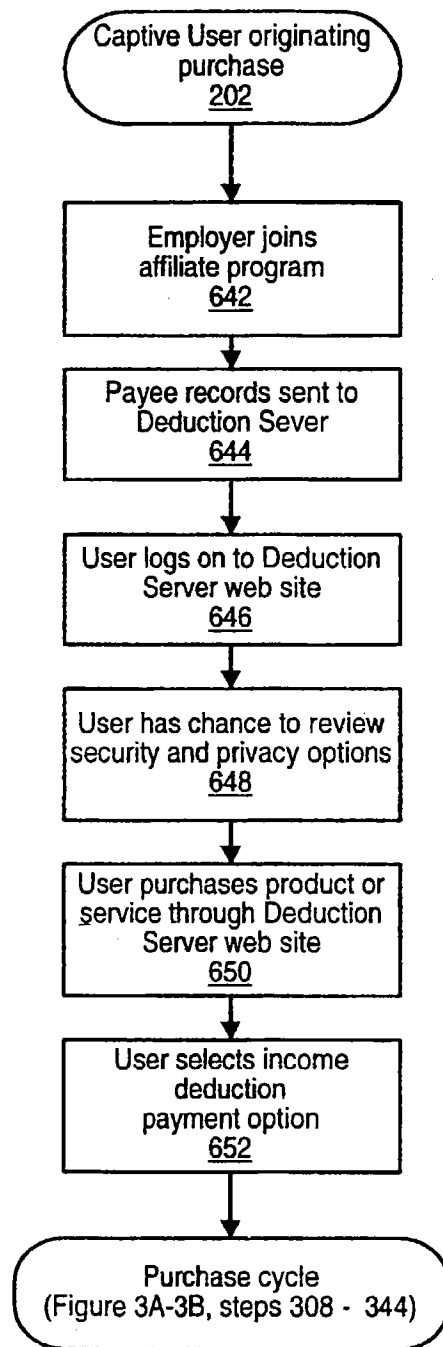 Captive User originating
purchase
202
Employer joins
affiliate program
642
Payee records sent to
Deduction Sever
644
User logs on to Deduction
Server web site
646
User has chance to review
security and privacy options
648
User purchases product or
service through Deduction
Server web site
650
User selects income
deduction
payment option
652
Purchase cycle
(Figure 3A-3B, steps 308 - 344)